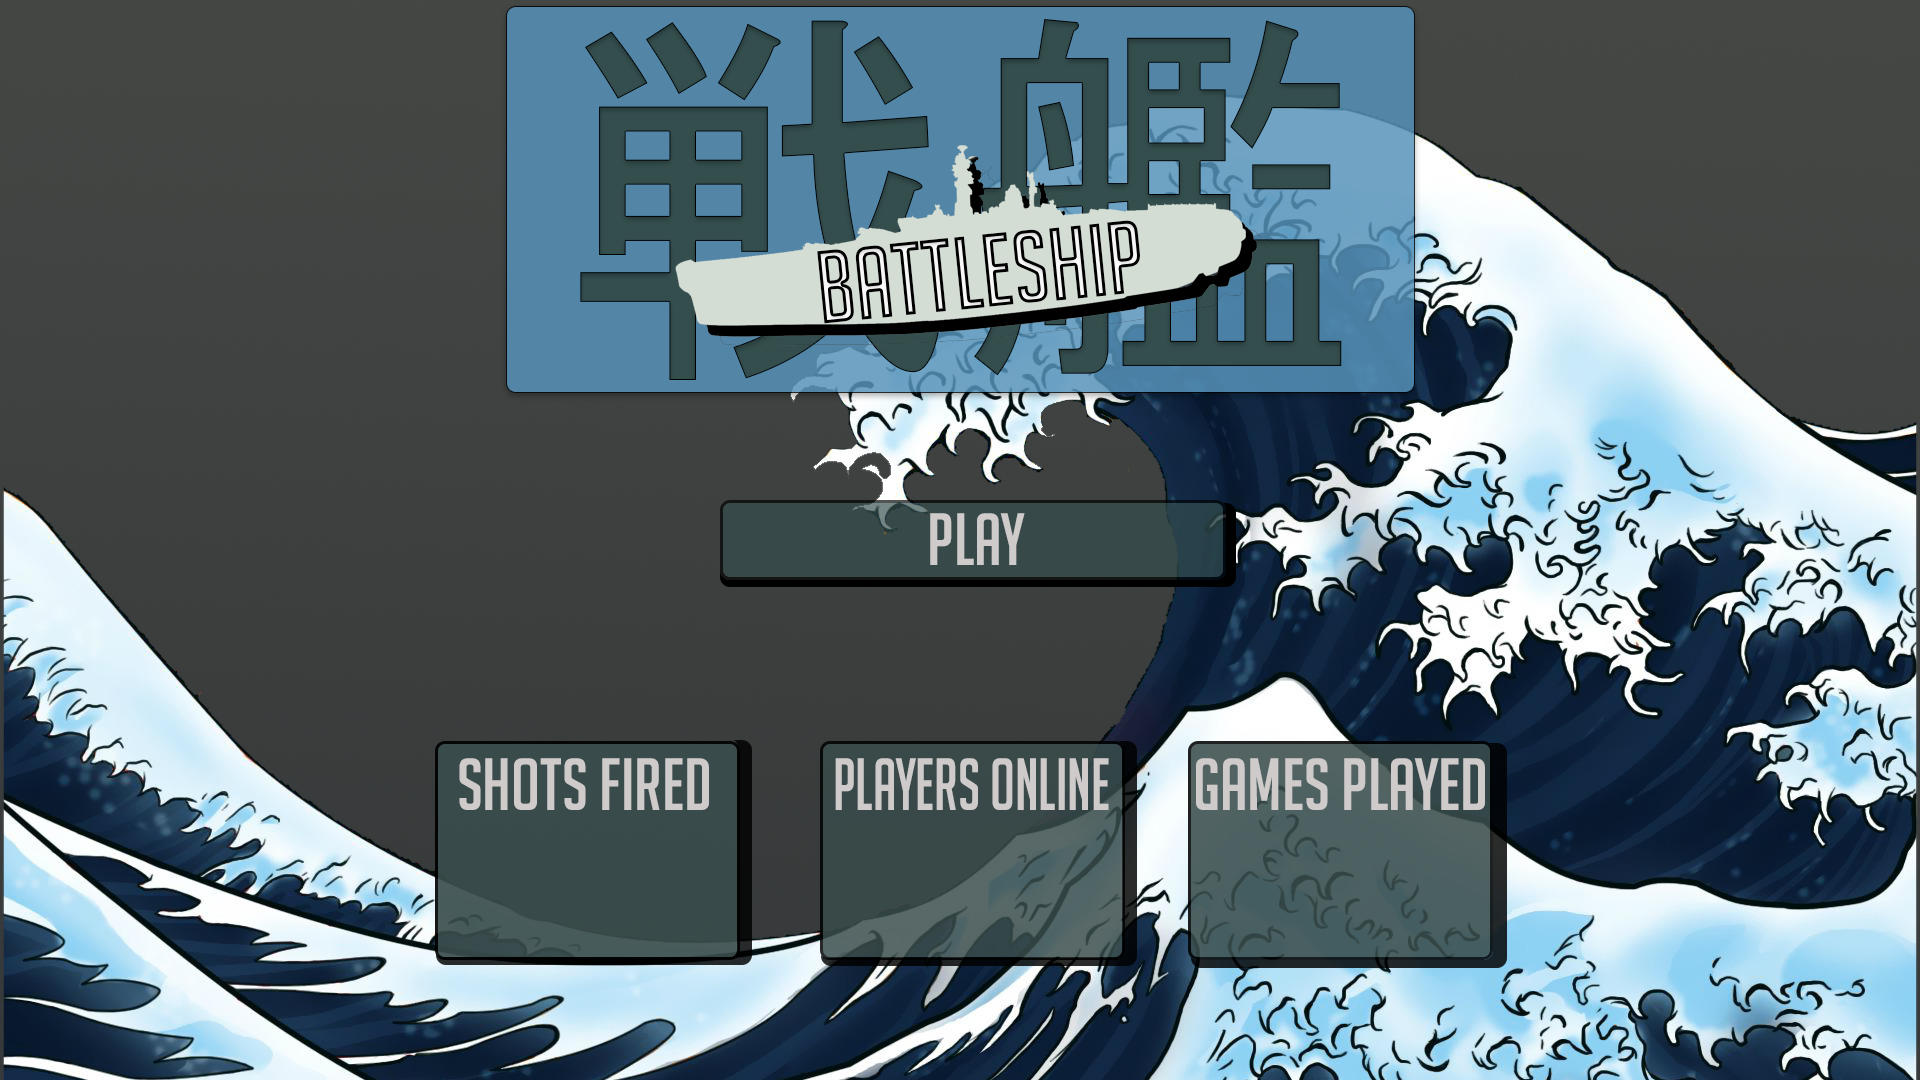 戦艦
BATTLESHIP
PLAY
SHOTS FIRED
PLAYERS ONLINE
GAMES PLAYED